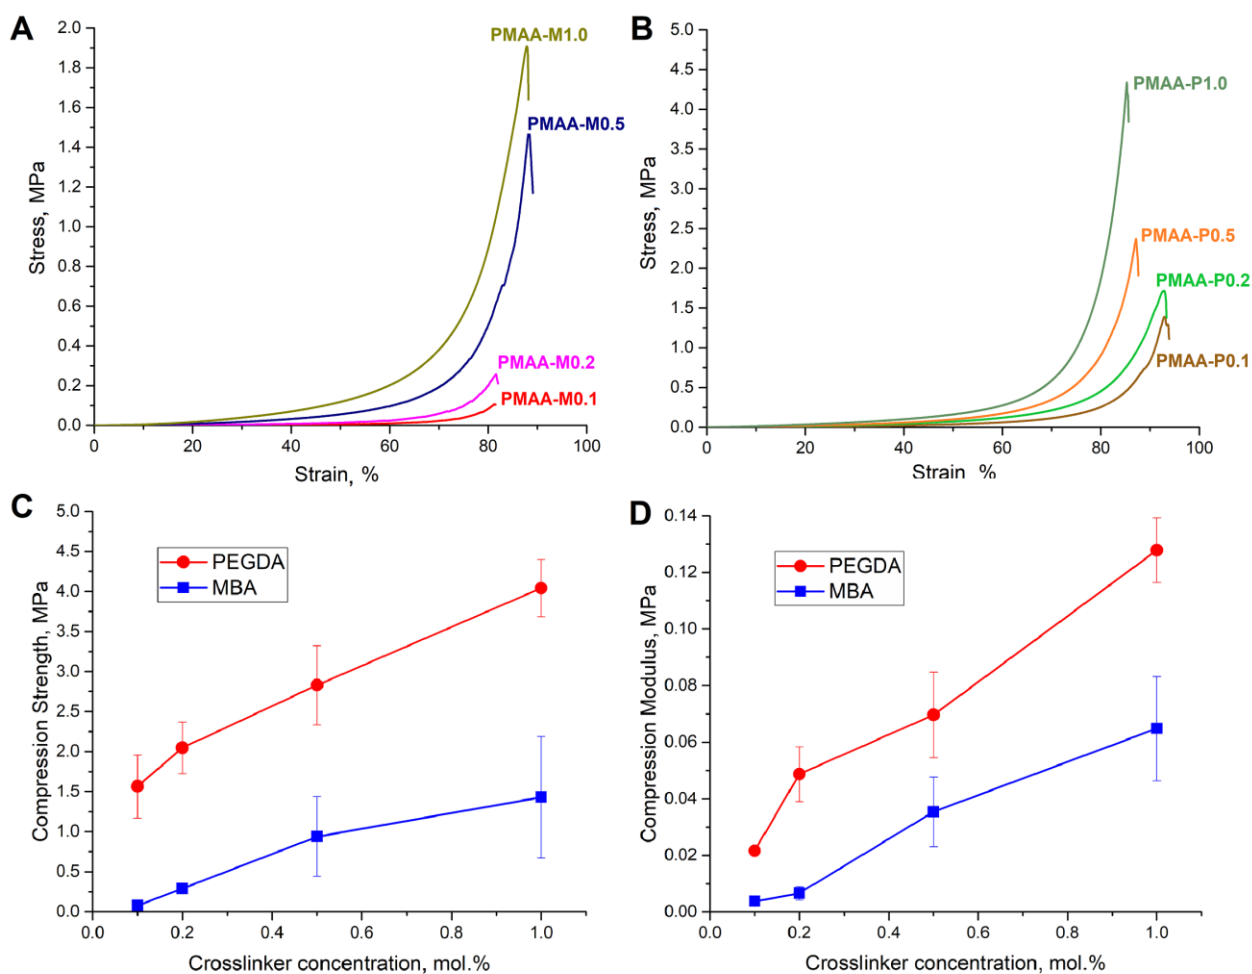 A
2.0
1.8
1.6
1.4
1.2
1.0
0.8
0.6
0.4
0.2
0.0
Stress, MPa
PMAA-M1.0
PMAA-M0.5
PMAA-M0.2
PMAA-M0.1
0 20 40 60 80 100
Strain, %
B
5.0
4.5
4.0
3.5
3.0
2.5
2.0
1.5
1.0
0.5
0.0
Stress, MPa
PMAA-P1.0
PMAA-P0.5
PMAA-P0.2
PMAA-P0.1
0 20 40 60 80 100
Strain %
C
5.0
4.5
4.0
3.5
3.0
2.5
2.0
1.5
1.0
0.5
0.0
Compression Strength, MPa
PEGDA
MBA
0.0 0.2 0.4 0.6 0.8 1.0
Crosslinker concentration, mol.%
D
0.14
0.12
0.10
0.08
0.06
0.04
0.02
0.00
Compression Modulus, MPa
PEGDA
MBA
0.0 0.2 0.4 0.6 0.8 1.0
Crosslinker concentration, mol.%